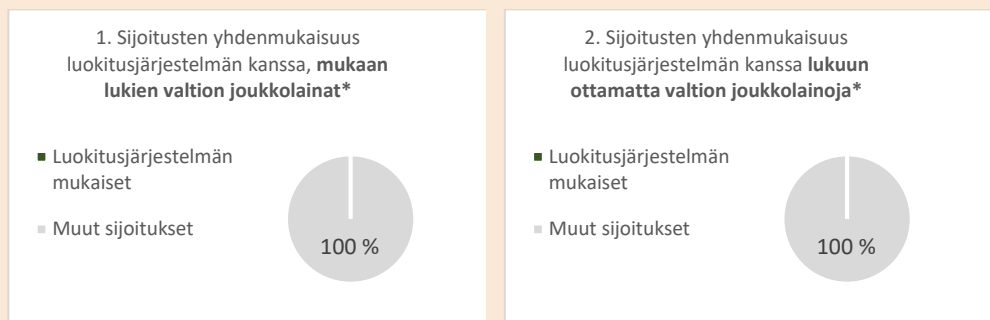 1. Sijoitusten yhdenmukaisuus
luokitusjärjestelmän kanssa, mukaan
lukien valtion joukkolainat*
Luokitusjärjestelmän
mukaiset
Muut sijoitukset
100 %
2. Sijoitusten yhdenmukaisuus
luokitusjärjestelmän kanssa lukuun
ottamatta valtion joukkolainoja*
Luokitusjärjestelmän
mukaiset
Muut sijoitukset
100 %